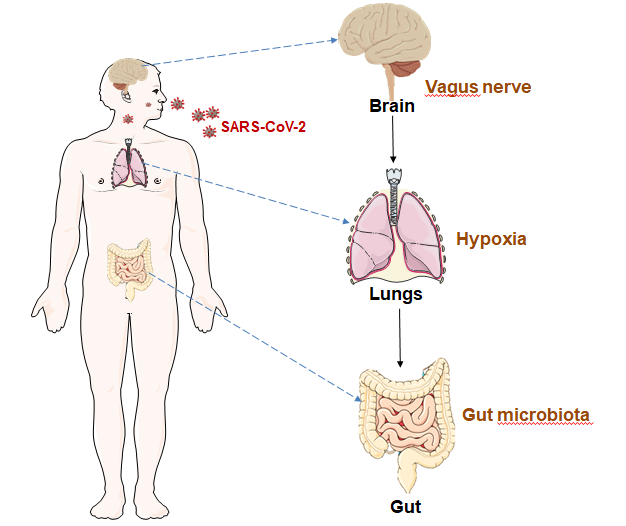 Vagus nerve
Brain
SARS-CoV-2
Hypoxia
Lungs
Gut microbiota
Gut